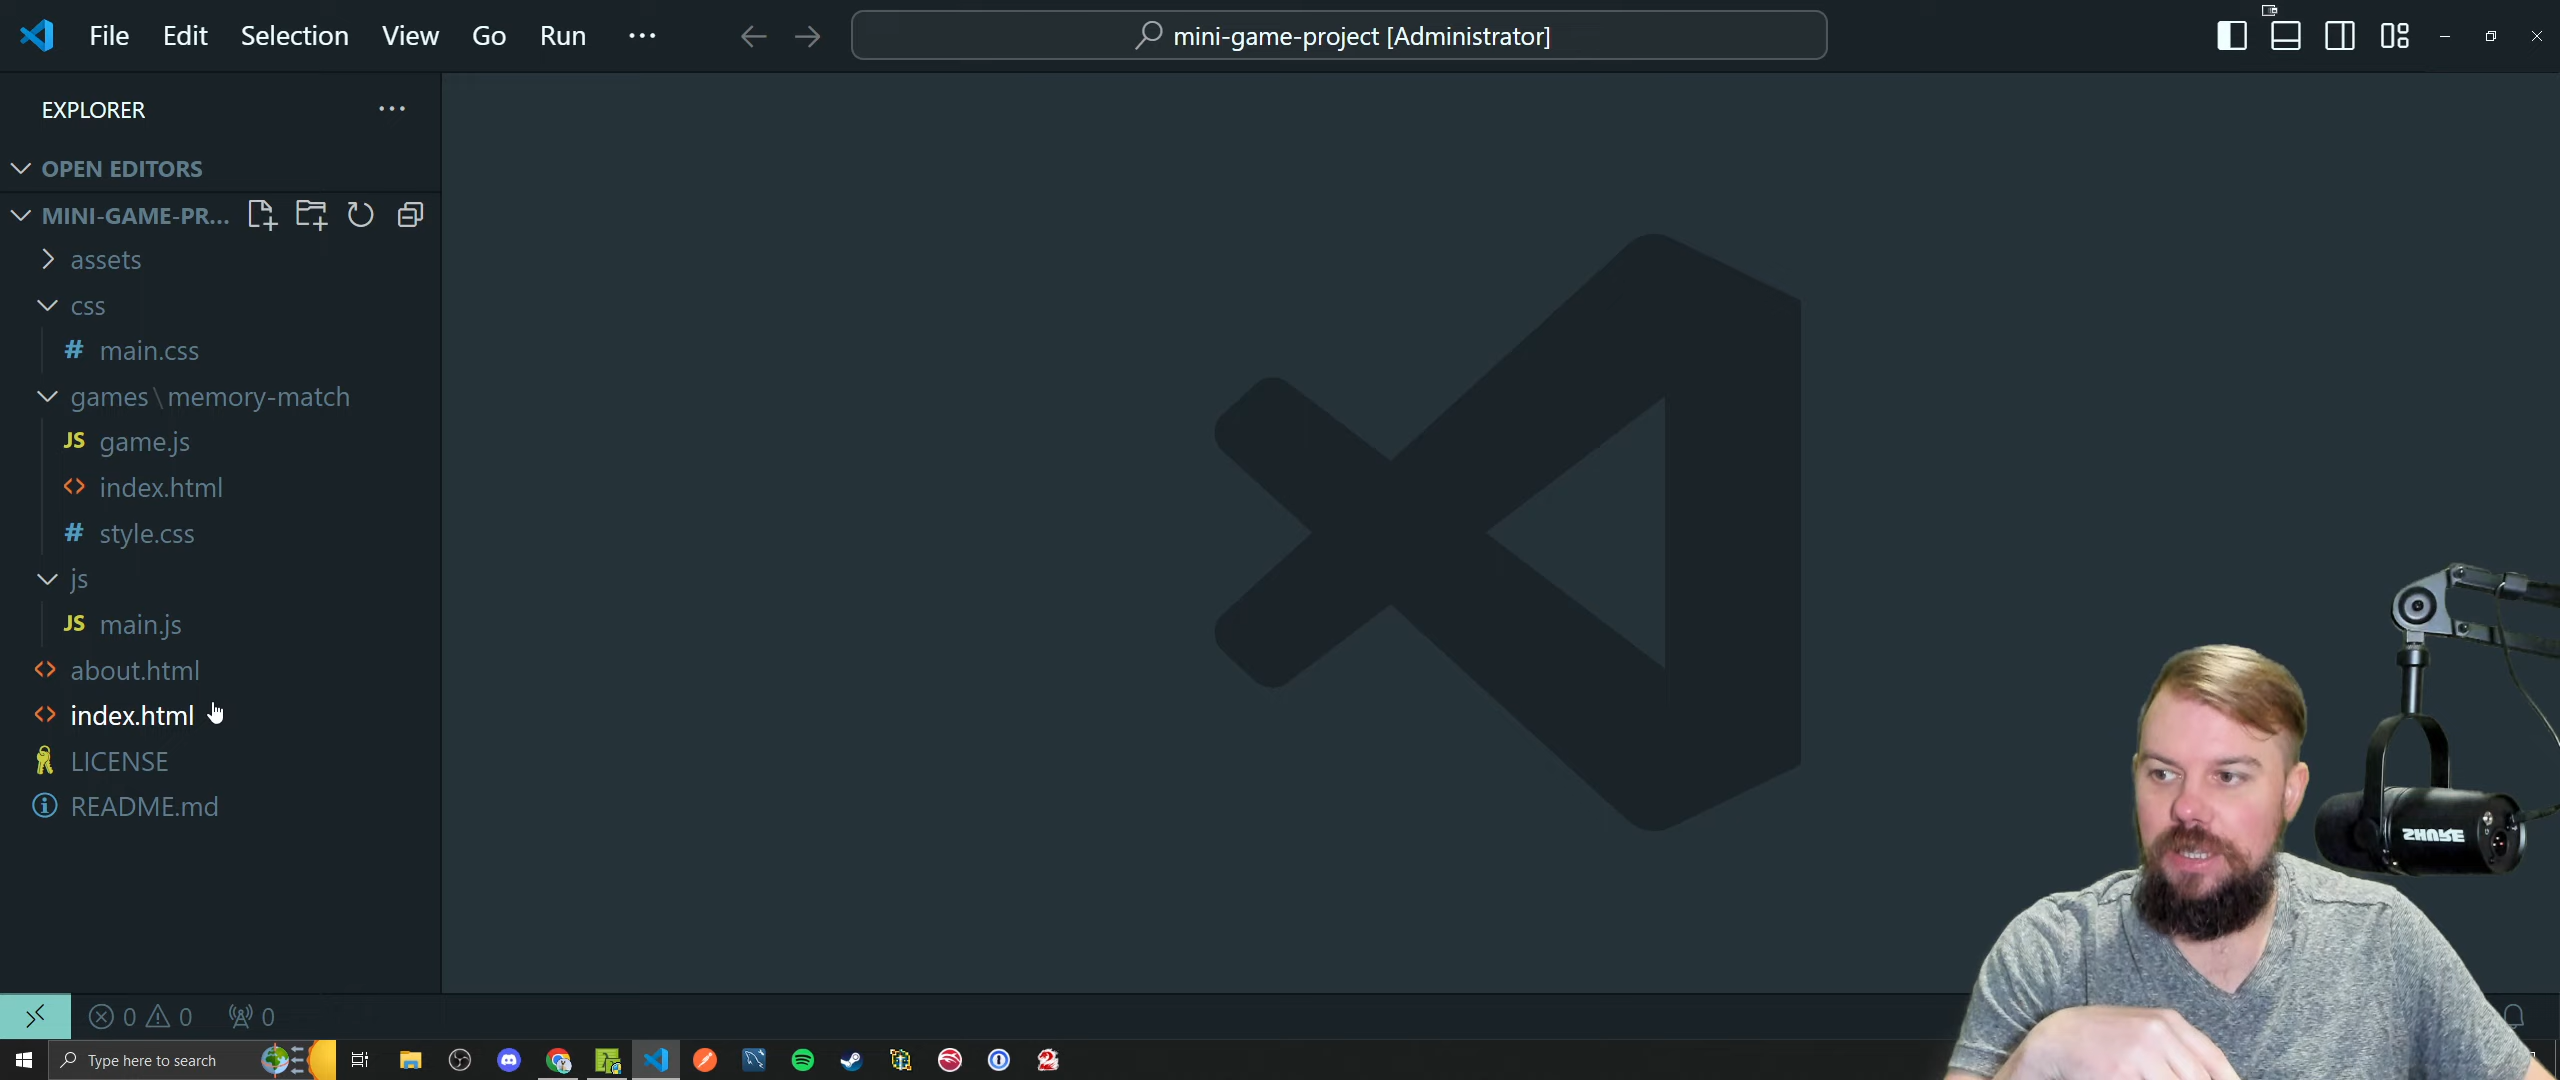 File Edit Selection View Go Run ···
mini-game-project [Administrator]
EXPLORER
OPEN EDITORS
MINI-GAME-PR...
assets
css
# main.css
games\memory-match
JS game.js
<> index.html
# style.css
js
JS main.js
<> about.html
<> index.html
LICENSE
README.md
0 0 0
Type here to search
SHURE